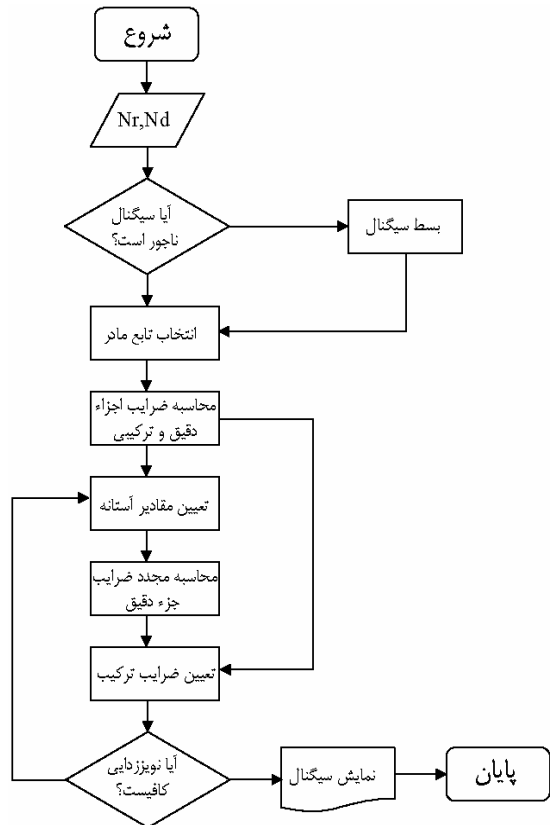 شروع
Nr,Nd
آیا سیگنال
ناجور است؟
بسط سیگنال
انتخاب تابع مادر
محاسبه ضرایب اجزاء
دقیق و ترکیبی
تعیین مقادیر آستانه
محاسبه مجدد ضرایب
جزء دقیق
تعیین ضرایب ترکیب
آیا نویززدایی
کافیست؟
نمایش سیگنال
پایان